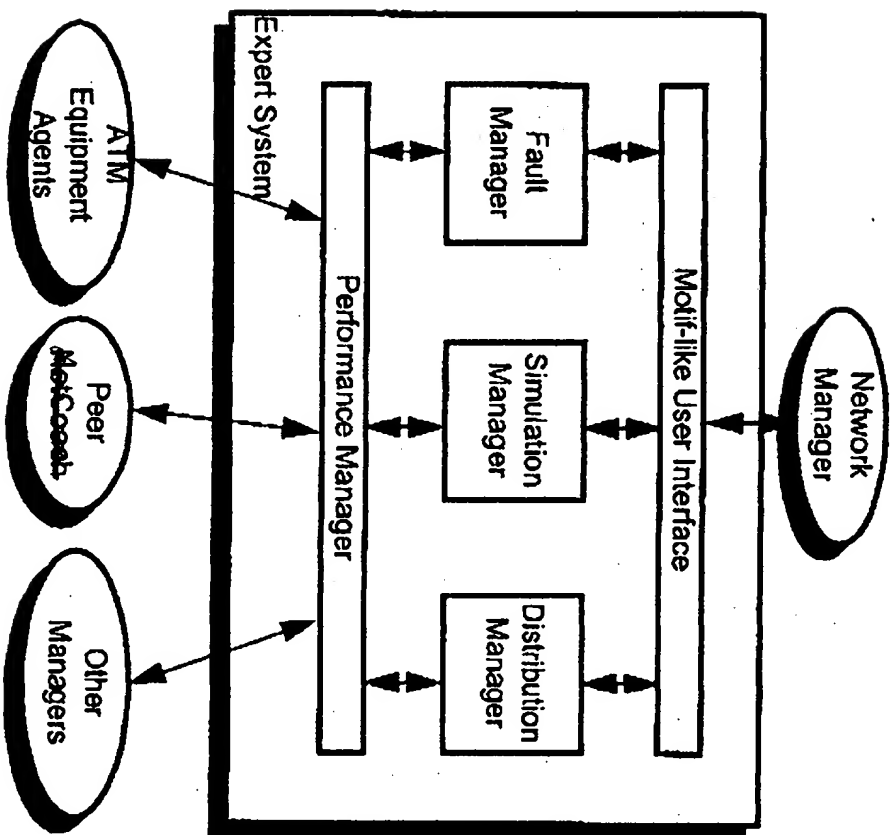 Network
Manager
Motif-like User Interface
Fault
Manager
Simulation
Manager
Distribution
Manager
Performance Manager
Expert System
ATM
Equipment
Agents
Peer
Other
Managers